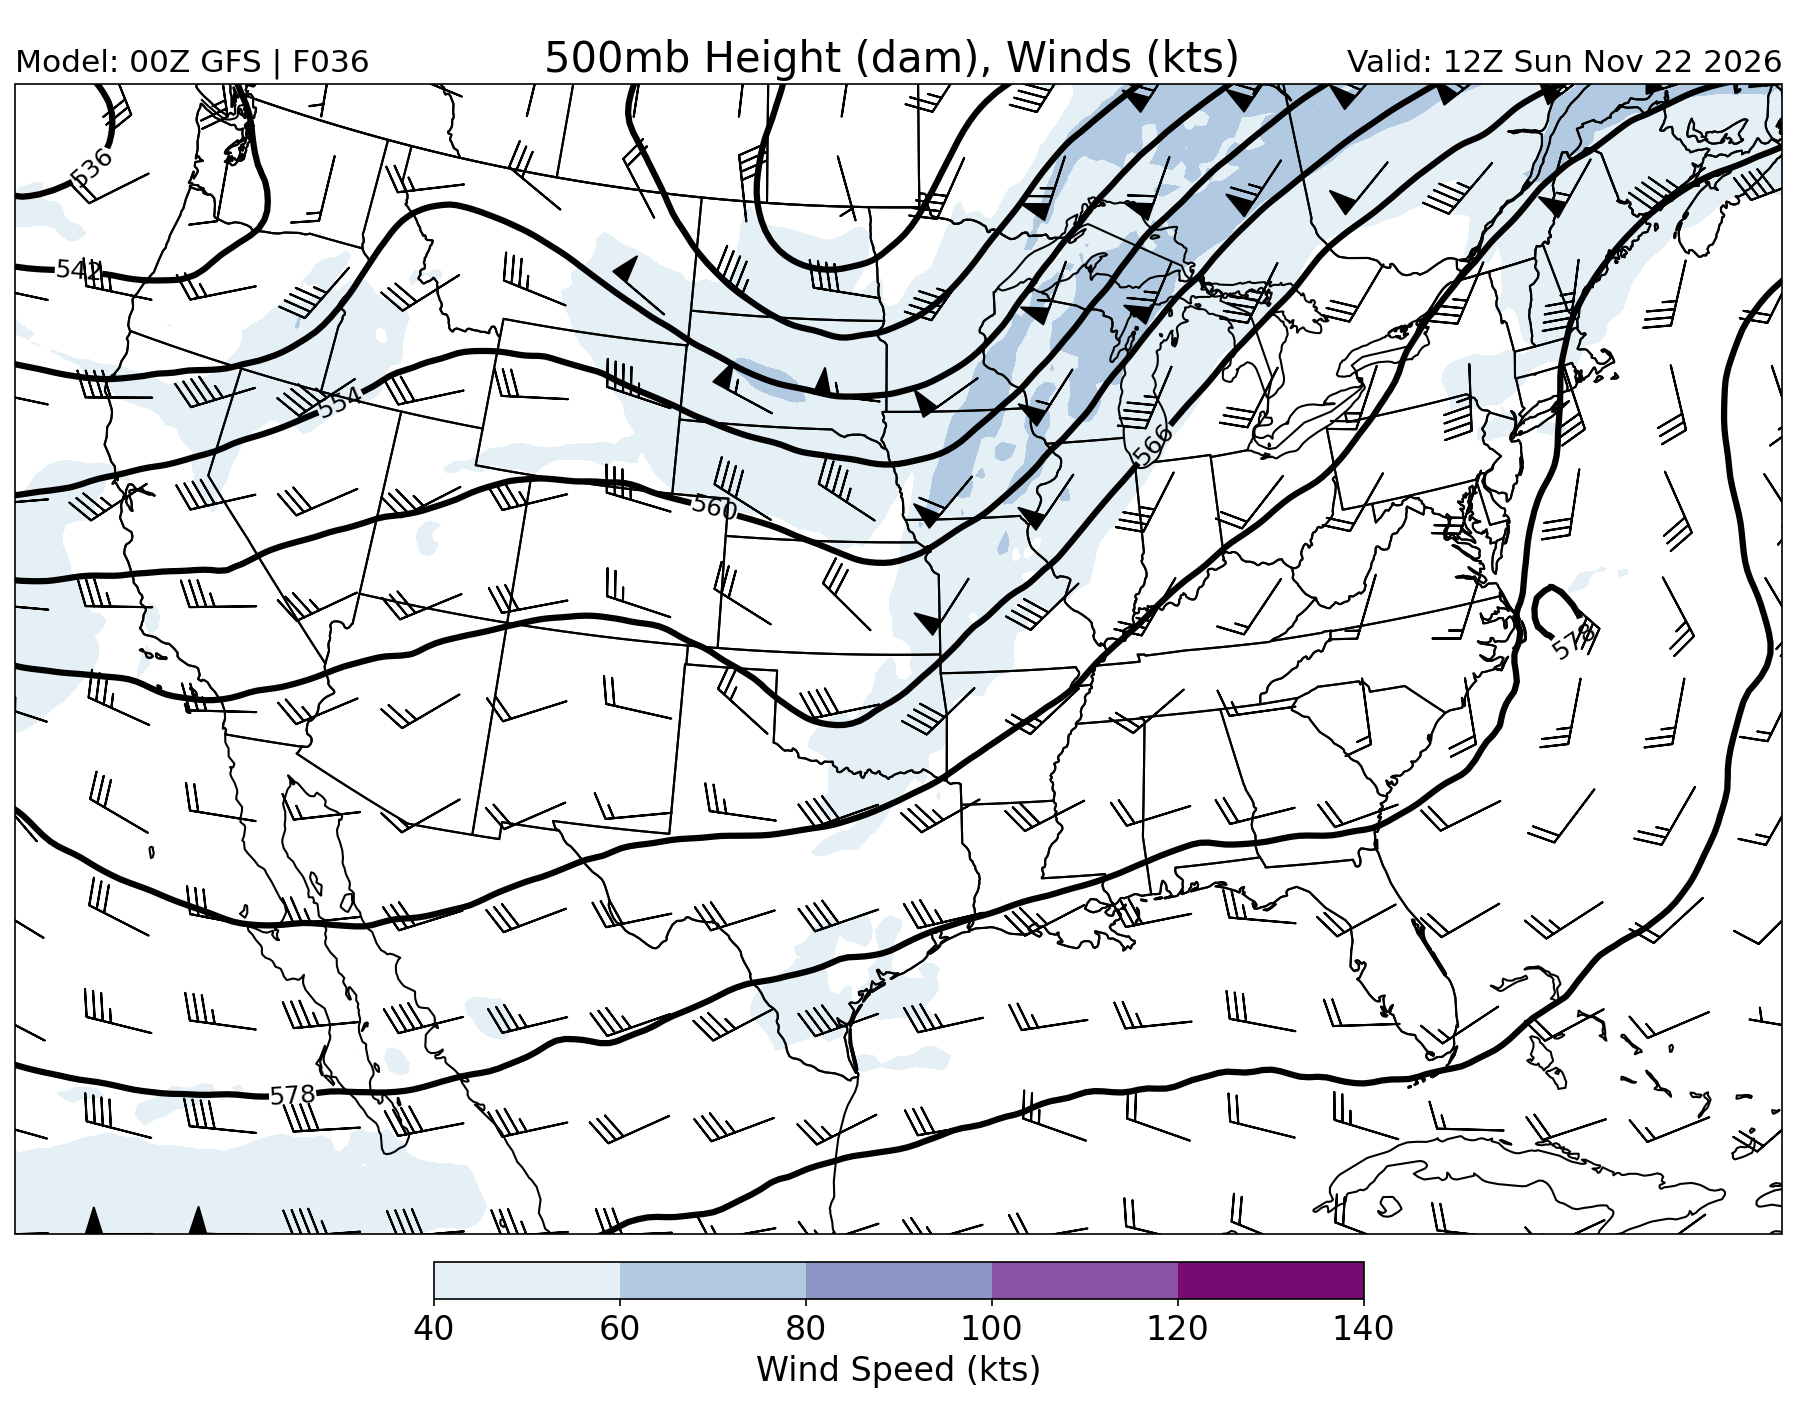 Model: 00Z GFS | F036
500mb Height (dam), Winds (kts)
Valid: 12Z Sun Nov 22 2026
536
542
554
566
560
578
578
40 60 80 100 120 140
Wind Speed (kts)